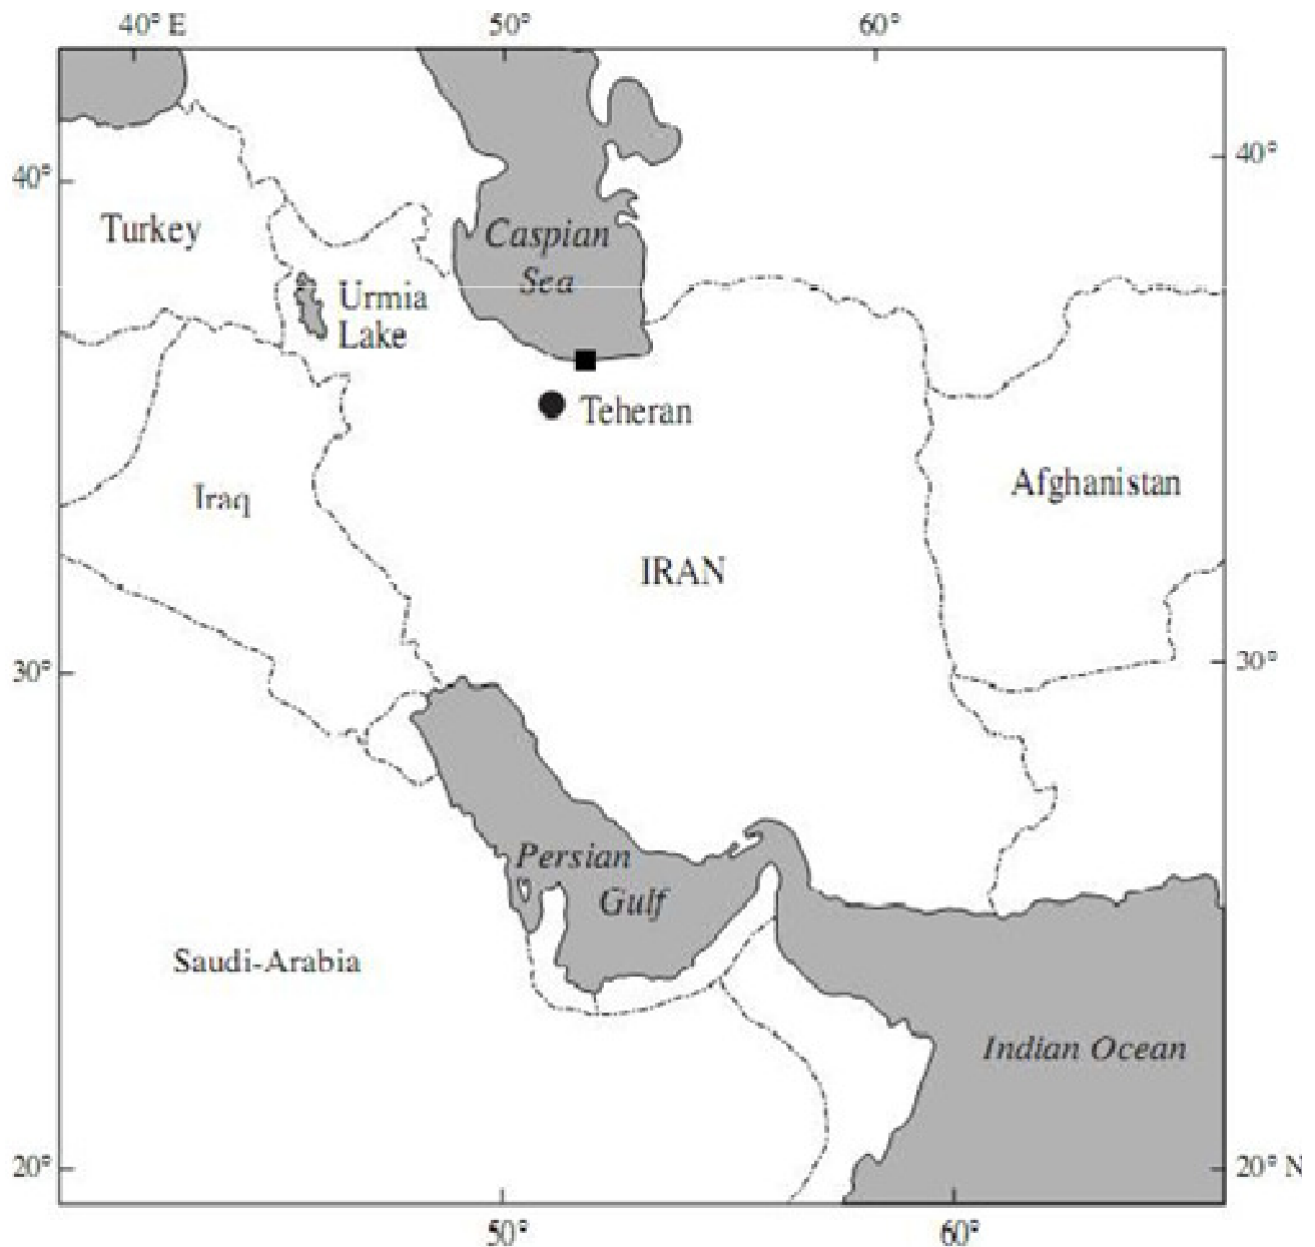 40° E 50° 60°
40° 40°
Turkey
Caspian
Sea
Urmia
Lake
Teheran
Iraq
Afghanistan
IRAN
30° 30°
Persian
Gulf
Saudi-Arabia
Indian Ocean
20° 20° N
50° 60°